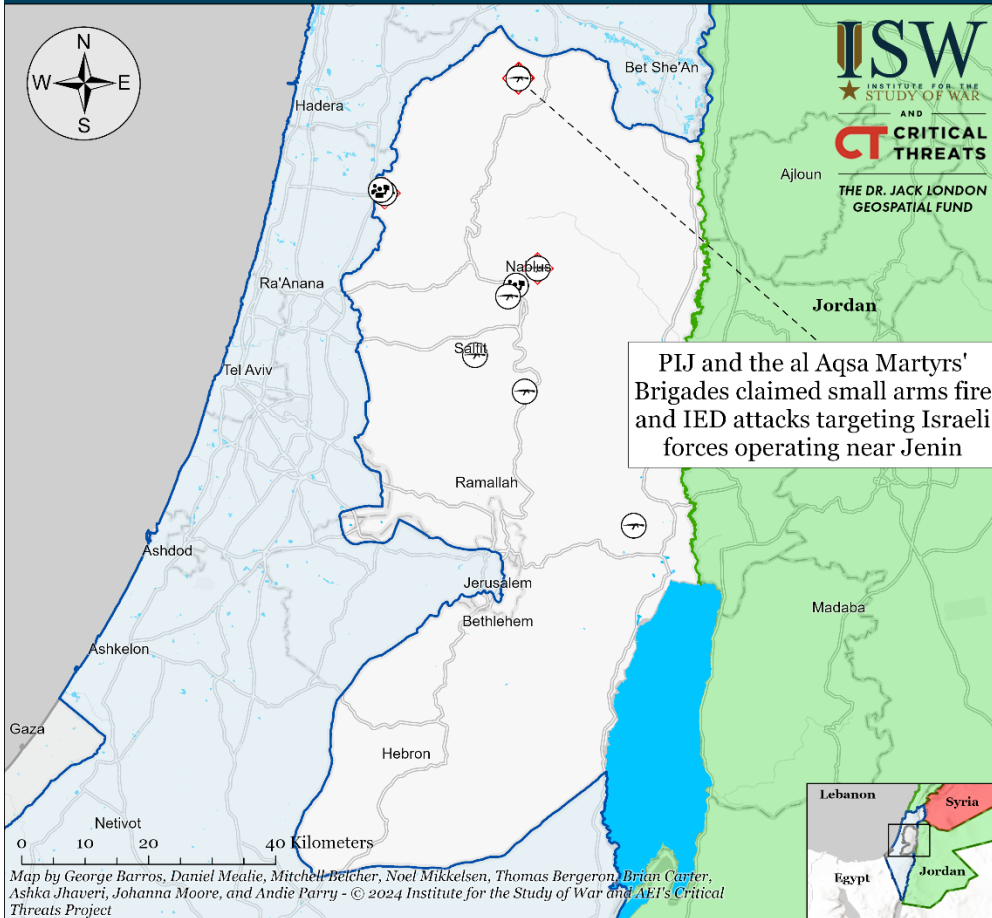 N
W E
S
ISW
INSTITUTE FOR THE
STUDY OF WAR
AND
CT CRITICAL
THREATS
THE DR. JACK LONDON
GEOSPATIAL FUND
Bet She'An
Hadera
Ajloun
Nablus
Ra'Anana
Jordan
Salfit
Tel Aviv
PIJ and the al Aqsa Martyrs'
Brigades claimed small arms fire
and IED attacks targeting Israeli
forces operating near Jenin
Ramallah
Ashdod
Jerusalem
Madaba
Bethlehem
Ashkelon
Gaza
Hebron
Lebanon
Syria
Netivot
Egypt
Jordan
0 10 20 40 Kilometers
Map by George Barros, Daniel Mealie, Mitchell Belcher, Noel Mikkelsen, Thomas Bergeron, Brian Carter,
Ashka Jhaveri, Johanna Moore, and Andie Parry - © 2024 Institute for the Study of War and AEI's Critical
Threats Project